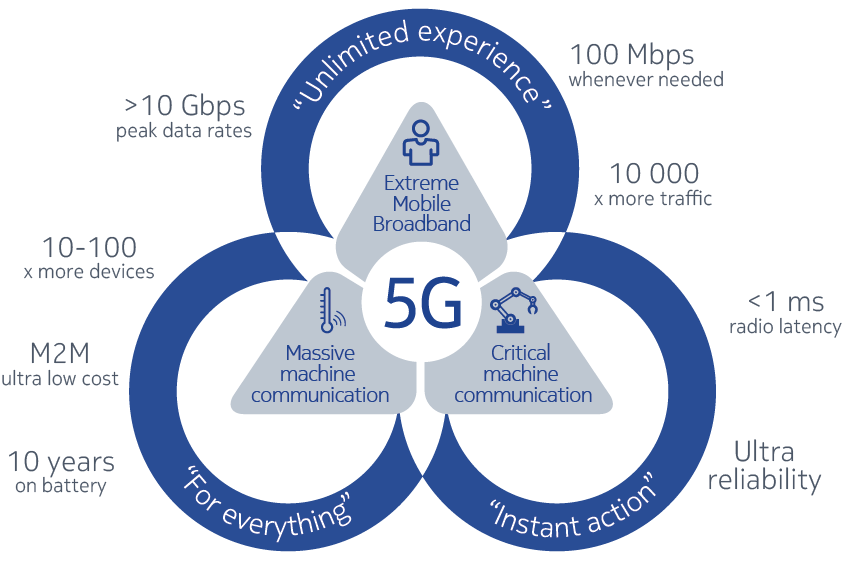 “Unlimited experience”
100 Mbps
whenever needed
>10 Gbps
peak data rates
10 000
x more traffic
Extreme
Mobile
Broadband
10-100
x more devices
5G
<1 ms
radio latency
M2M
ultra low cost
Massive
machine
communication
Critical
machine
communication
10 years
on battery
Ultra
reliability
“For everything”
“Instant action”